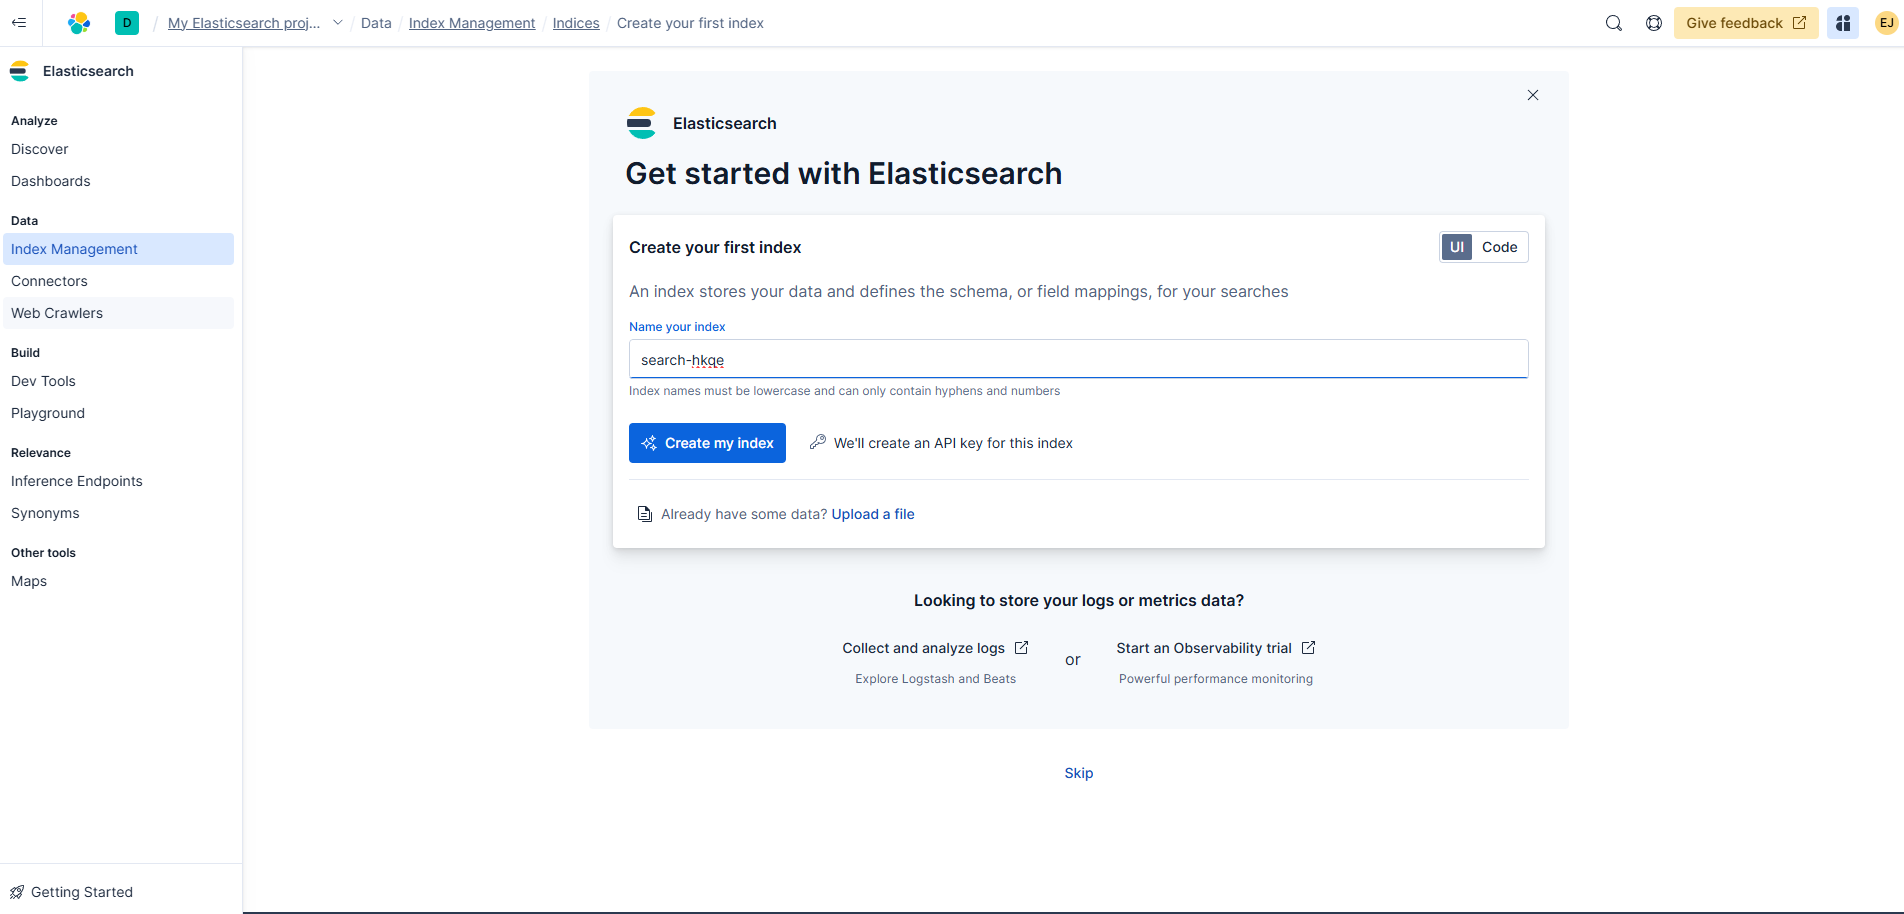 D / My Elasticsearch proj... / Data / Index Management / Indices / Create your first index
Give feedback
EJ
Elasticsearch
Analyze
Discover
Dashboards
Data
Index Management
Connectors
Web Crawlers
Build
Dev Tools
Playground
Relevance
Inference Endpoints
Synonyms
Other tools
Maps
Getting Started
Elasticsearch
Get started with Elasticsearch
Create your first index
UI Code
An index stores your data and defines the schema, or field mappings, for your searches
Name your index
search-hkqe
Index names must be lowercase and can only contain hyphens and numbers
Create my index
We'll create an API key for this index
Already have some data? Upload a file
Looking to store your logs or metrics data?
Collect and analyze logs
Explore Logstash and Beats
or
Start an Observability trial
Powerful performance monitoring
Skip